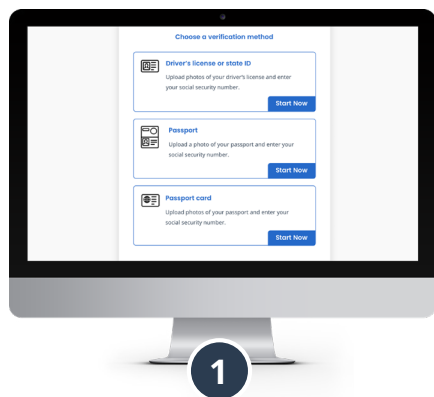 Choose a verification method
Driver's license or state ID
Upload photos of your driver's license and enter
your social security number.
Start Now
Passport
Upload a photo of your passport and enter your
social security number.
Start Now
Passport card
Upload photos of your passport and enter your
social security number.
Start Now
1